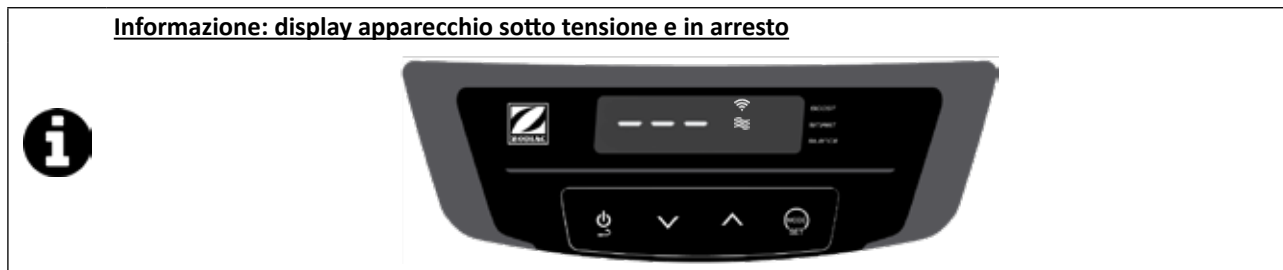 Informazione: display apparecchio sotto tensione e in arresto
ZODIAC
---
BOOST
SMART
SILENCE
MODE
SET